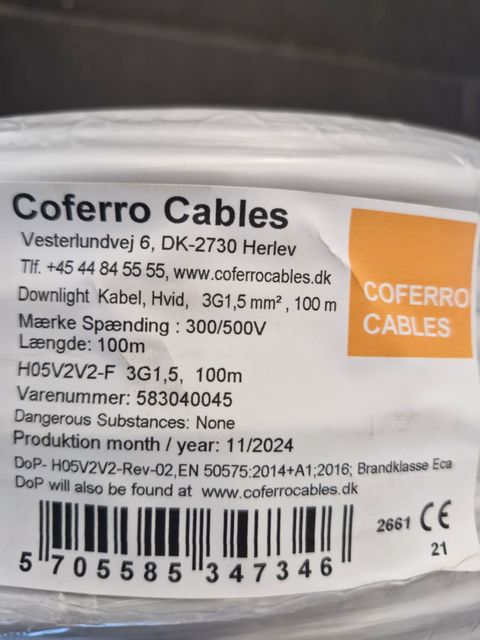 Coferro Cables
Vesterlundvej 6, DK-2730 Herlev
Tlf. +45 44 84 55 55, www.coferrocables.dk
Downlight Kabel, Hvid, 3G1,5 mm², 100 m
Mærke Spænding : 300/500V
Længde: 100m
H05V2V2-F 3G1,5, 100m
Varenummer: 583040045
Dangerous Substances: None
Produktion month / year: 11/2024
DoP- H05V2V2-Rev-02,EN 50575:2014+A1;2016; Brandklasse Eca
DoP will also be found at www.coferrocables.dk
COFERRO
CABLES
5 705585 347346
2661 CE
21